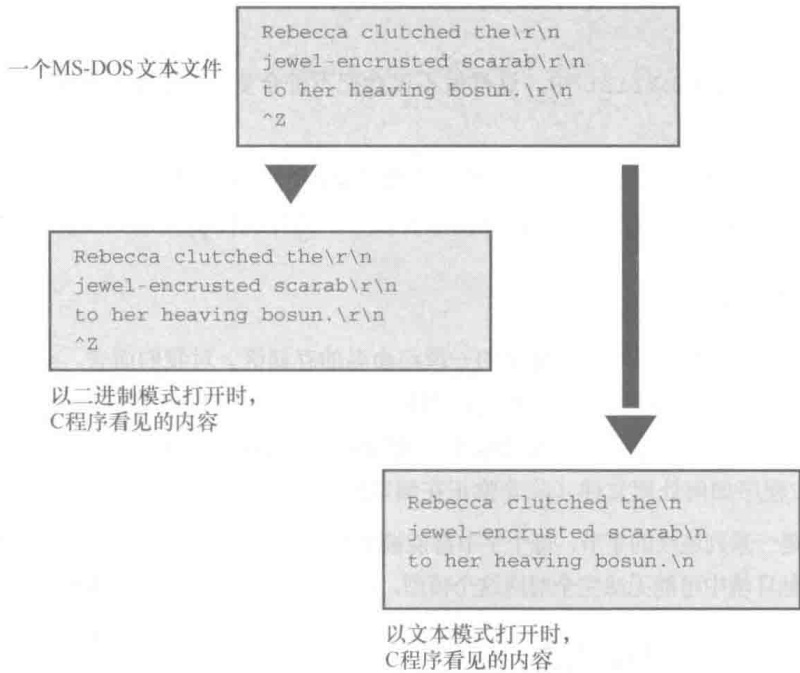 一个MS-DOS文本文件
Rebecca clutched the\r\n
jewel-encrusted scarab\r\n
to her heaving bosun.\r\n
^Z
Rebecca clutched the\r\n
jewel-encrusted scarab\r\n
to her heaving bosun.\r\n
^Z
以二进制模式打开时，
C程序看见的内容
Rebecca clutched the\n
jewel-encrusted scarab\n
to her heaving bosun.\n
以文本模式打开时，
C程序看见的内容